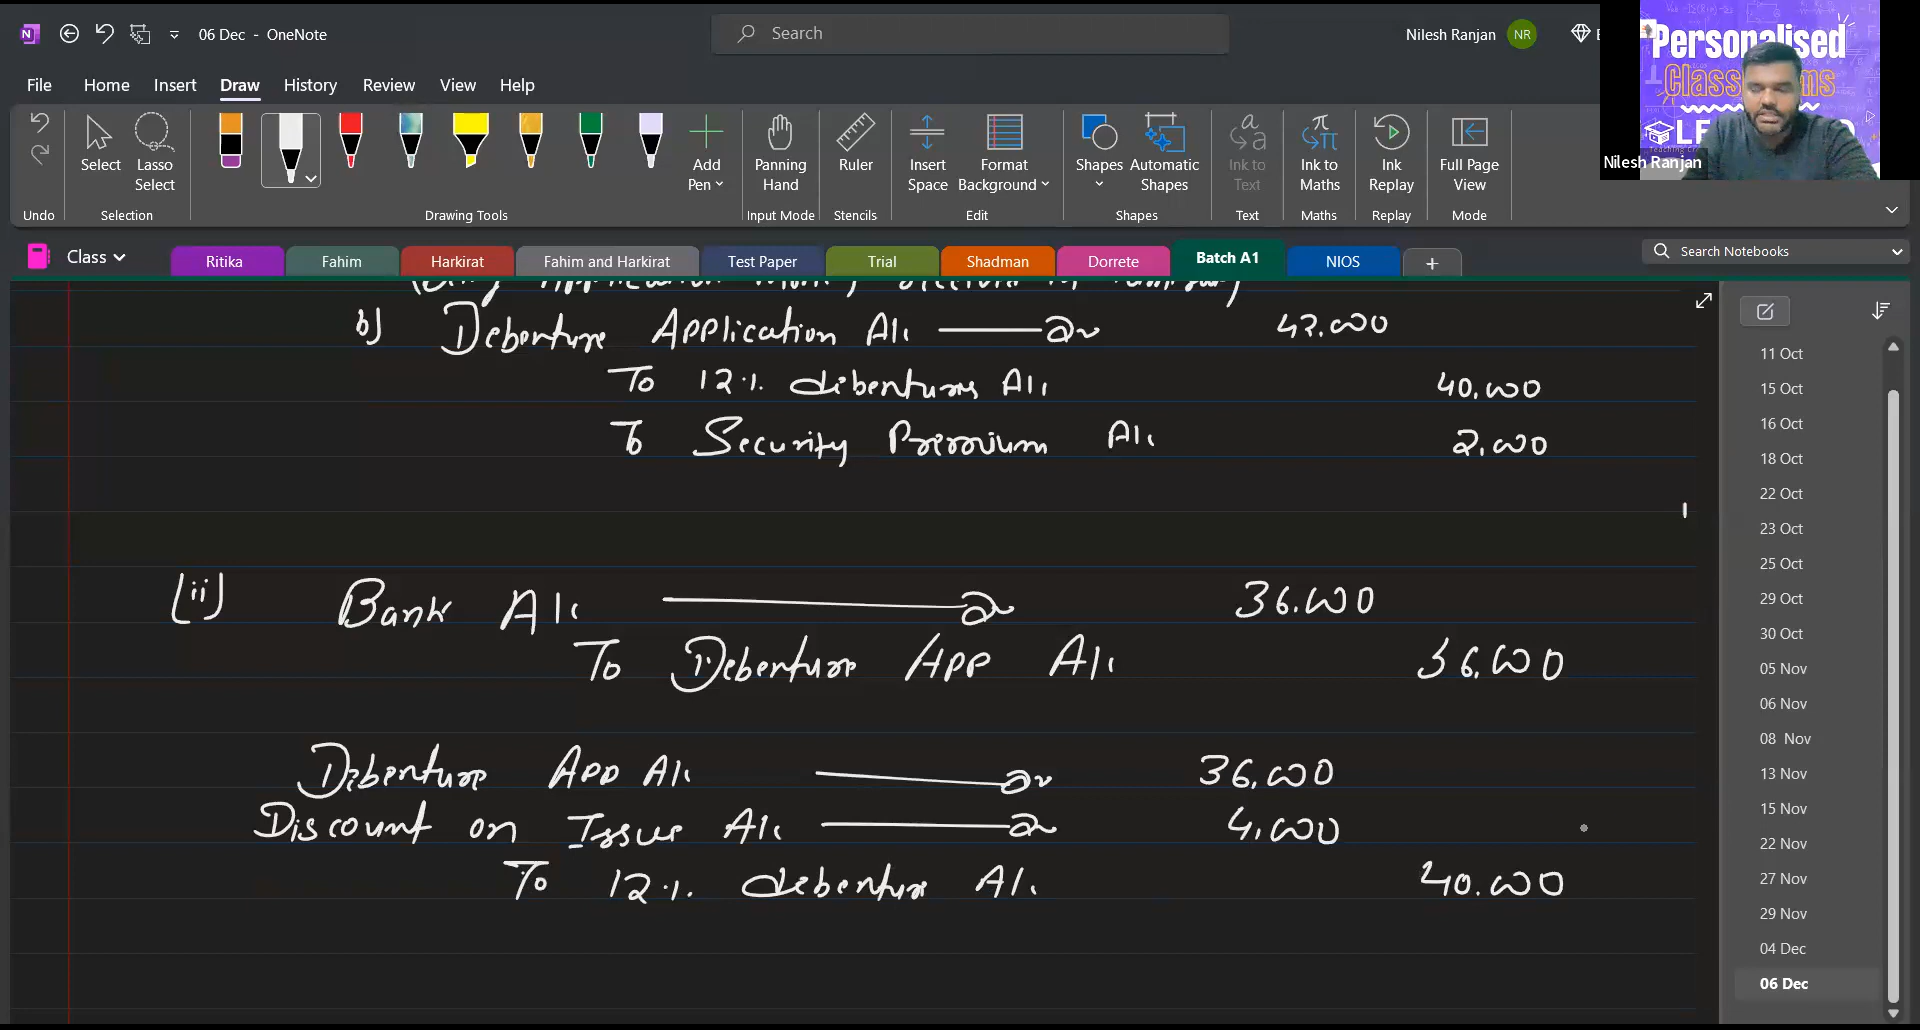 06 Dec - OneNote
Search
Nilesh Ranjan NR
Personalised
Nilesh Ranjan
File Home Insert Draw History Review View Help
Select Lasso Select Add Pen Panning Hand Ruler Insert Space Format Background Shapes Automatic Shapes Ink to Text Ink to Maths Ink Replay Full Page View
Undo Selection Drawing Tools Input Mode Stencils Edit Shapes Text Maths Replay Mode
Class Ritika Fahim Harkirat Fahim and Harkirat Test Paper Trial Shadman Dorrete Batch A1 NIOS + Search Notebooks
b) Debenture Application A/c Dr 42,000
To 12% debentures A/c 40,000
To Security Premium A/c 2,000
(ii) Bank A/c Dr 36,000
To Debenture App A/c 36,000
Debenture App A/c Dr 36,000
Discount on Issue A/c Dr 4,000
To 12% debenture A/c 40,000
11 Oct
15 Oct
16 Oct
18 Oct
22 Oct
23 Oct
25 Oct
29 Oct
30 Oct
05 Nov
06 Nov
08 Nov
13 Nov
15 Nov
22 Nov
27 Nov
29 Nov
04 Dec
06 Dec